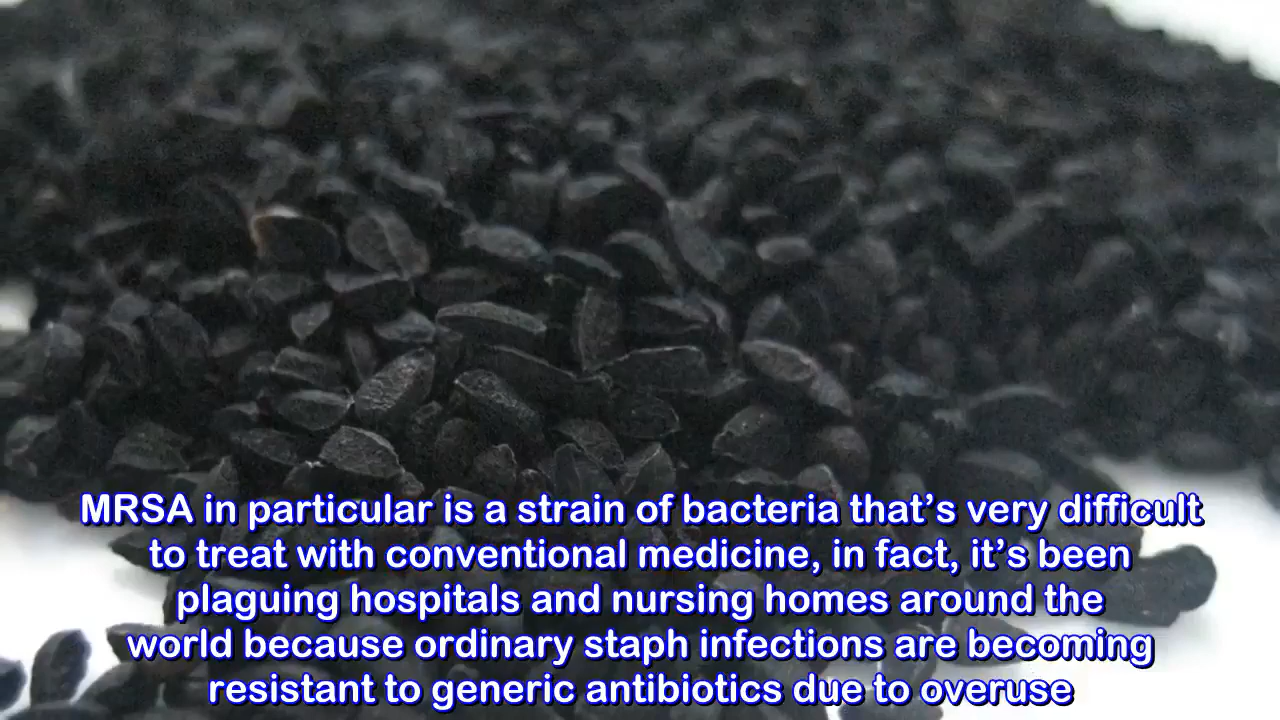 MRSA in particular is a strain of bacteria that’s very difficult
to treat with conventional medicine, in fact, it’s been
plaguing hospitals and nursing homes around the
world because ordinary staph infections are becoming
resistant to generic antibiotics due to overuse